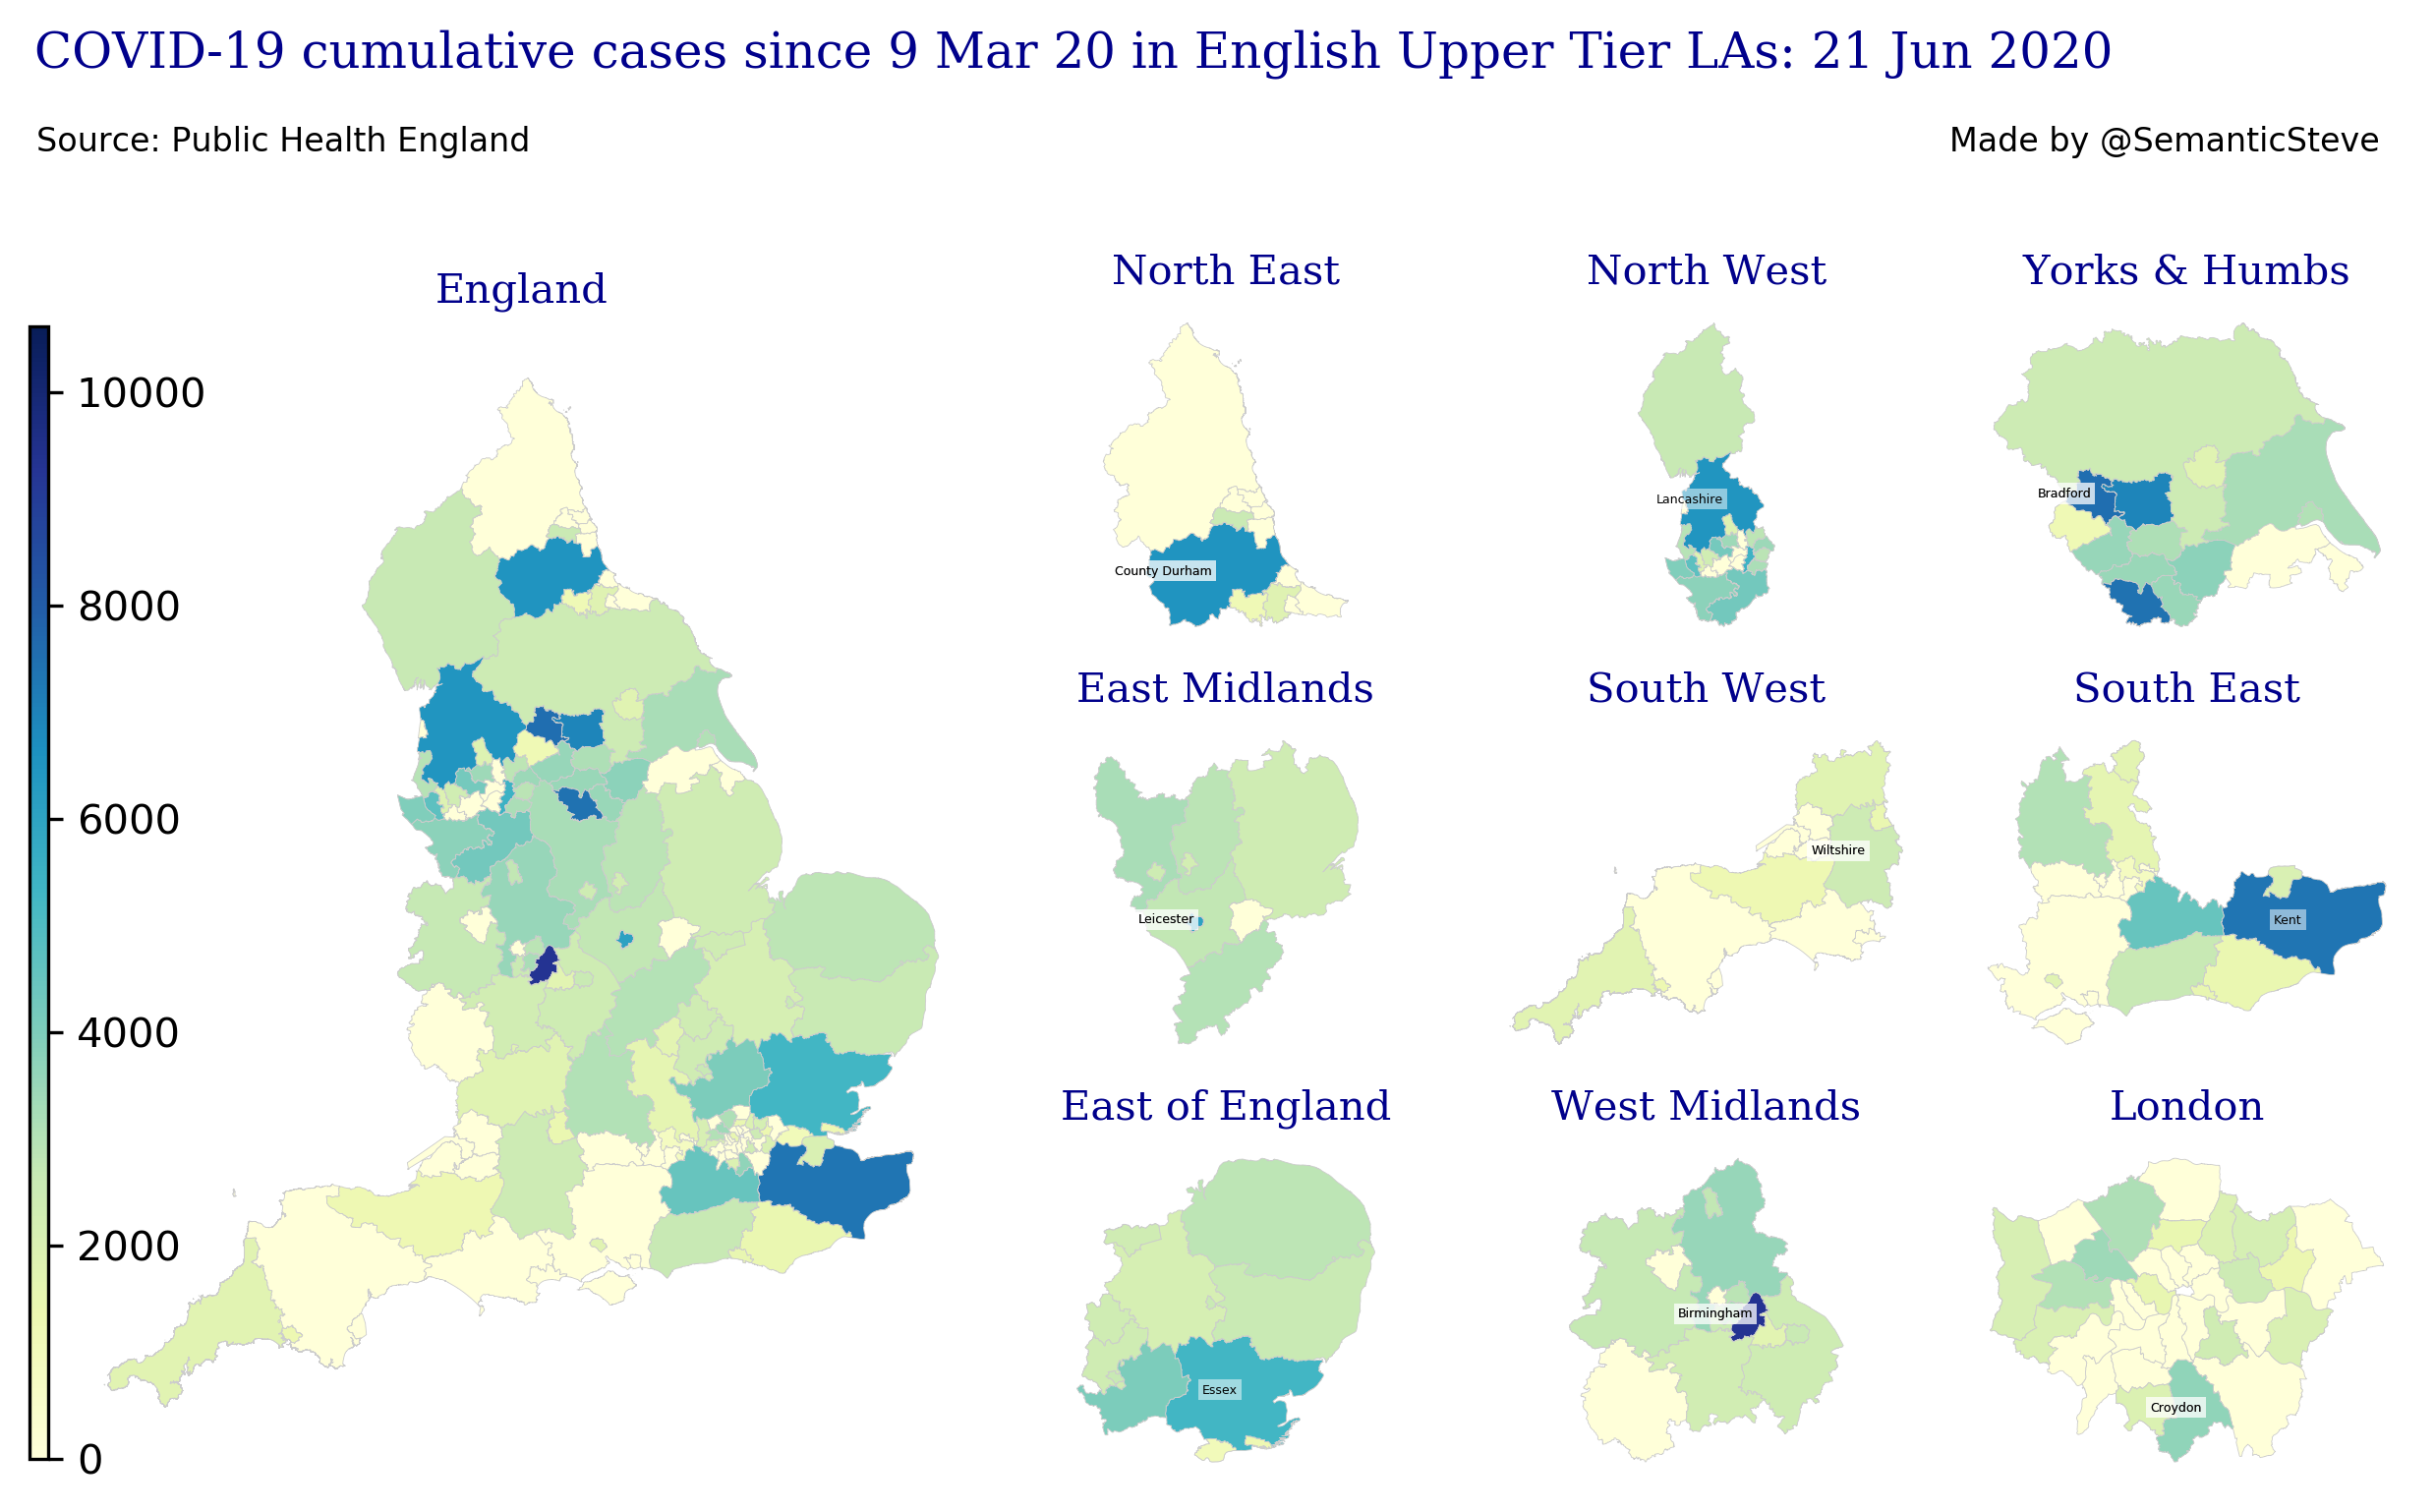 COVID-19 cumulative cases since 9 Mar 20 in English Upper Tier LAs: 21 Jun 2020
Source: Public Health England
Made by @SemanticSteve
England
10000
8000
6000
4000
2000
0
North East
County Durham
North West
Lancashire
Yorks & Humbs
Bradford
East Midlands
Leicester
South West
Wiltshire
South East
Kent
East of England
Essex
West Midlands
Birmingham
London
Croydon